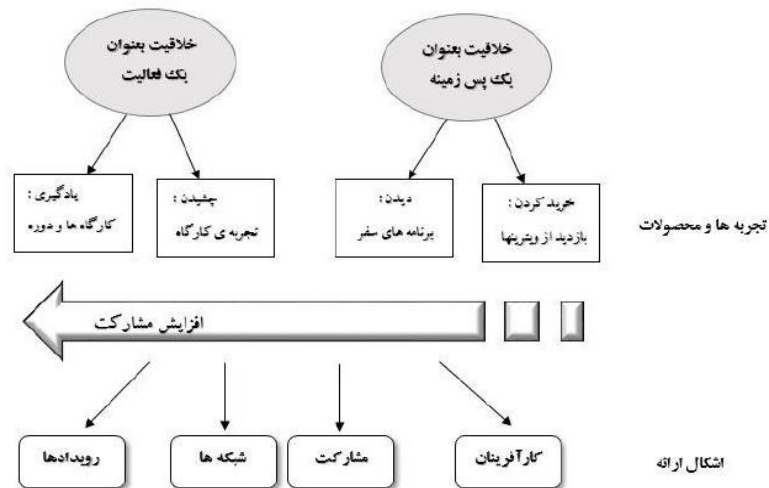 خلاقیت بعنوان
یک پس زمینه
خلاقیت بعنوان
یک فعالیت
خرید کردن :
بازدید از ویترینها
دیدن :
برنامه های سفر
چشیدن :
تجربه ی کارگاه
یادگیری :
کارگاه ها و دوره
تجربه ها و محصولات
افزایش مشارکت
کارآفرینان
مشارکت
شبکه ها
رویدادها
اشکال ارائه